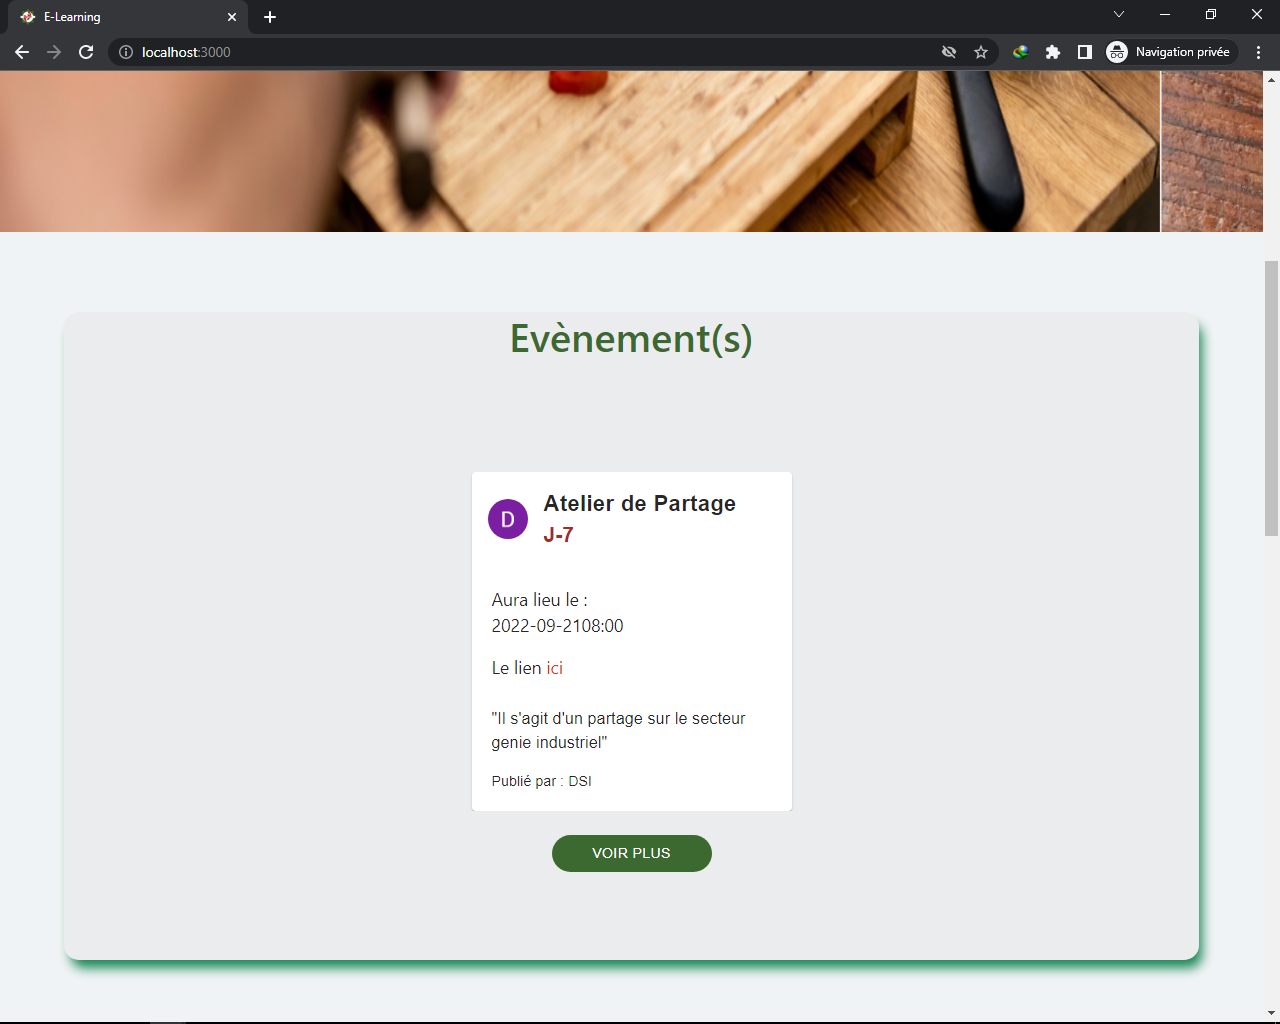 E-Learning
localhost:3000
Navigation privée
Evènement(s)
D
Atelier de Partage
J-7
Aura lieu le :
2022-09-2108:00
Le lien ici
"Il s'agit d'un partage sur le secteur
genie industriel"
Publié par : DSI
VOIR PLUS